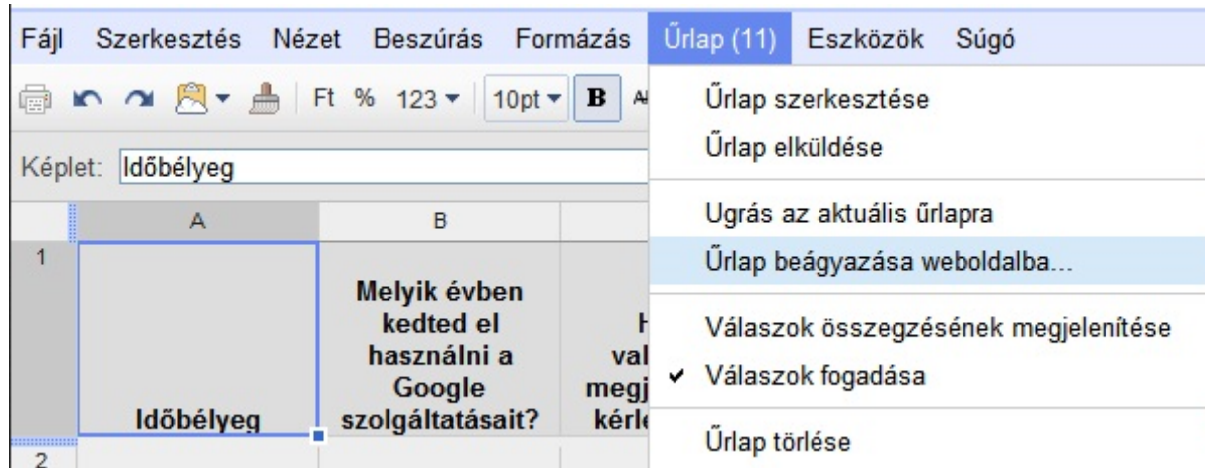 Fájl Szerkesztés Nézet Beszúrás Formázás Űrlap (11) Eszközök Súgó
Ft % 123 10pt B
Képlet: Időbélyeg
A B
1
Időbélyeg
Melyik évben
kedted el
használni a
Google
szolgáltatásait?
2
Űrlap szerkesztése
Űrlap elküldése
Ugrás az aktuális űrlapra
Űrlap beágyazása weboldalba...
Válaszok összegzésének megjelenítése
Válaszok fogadása
Űrlap törlése